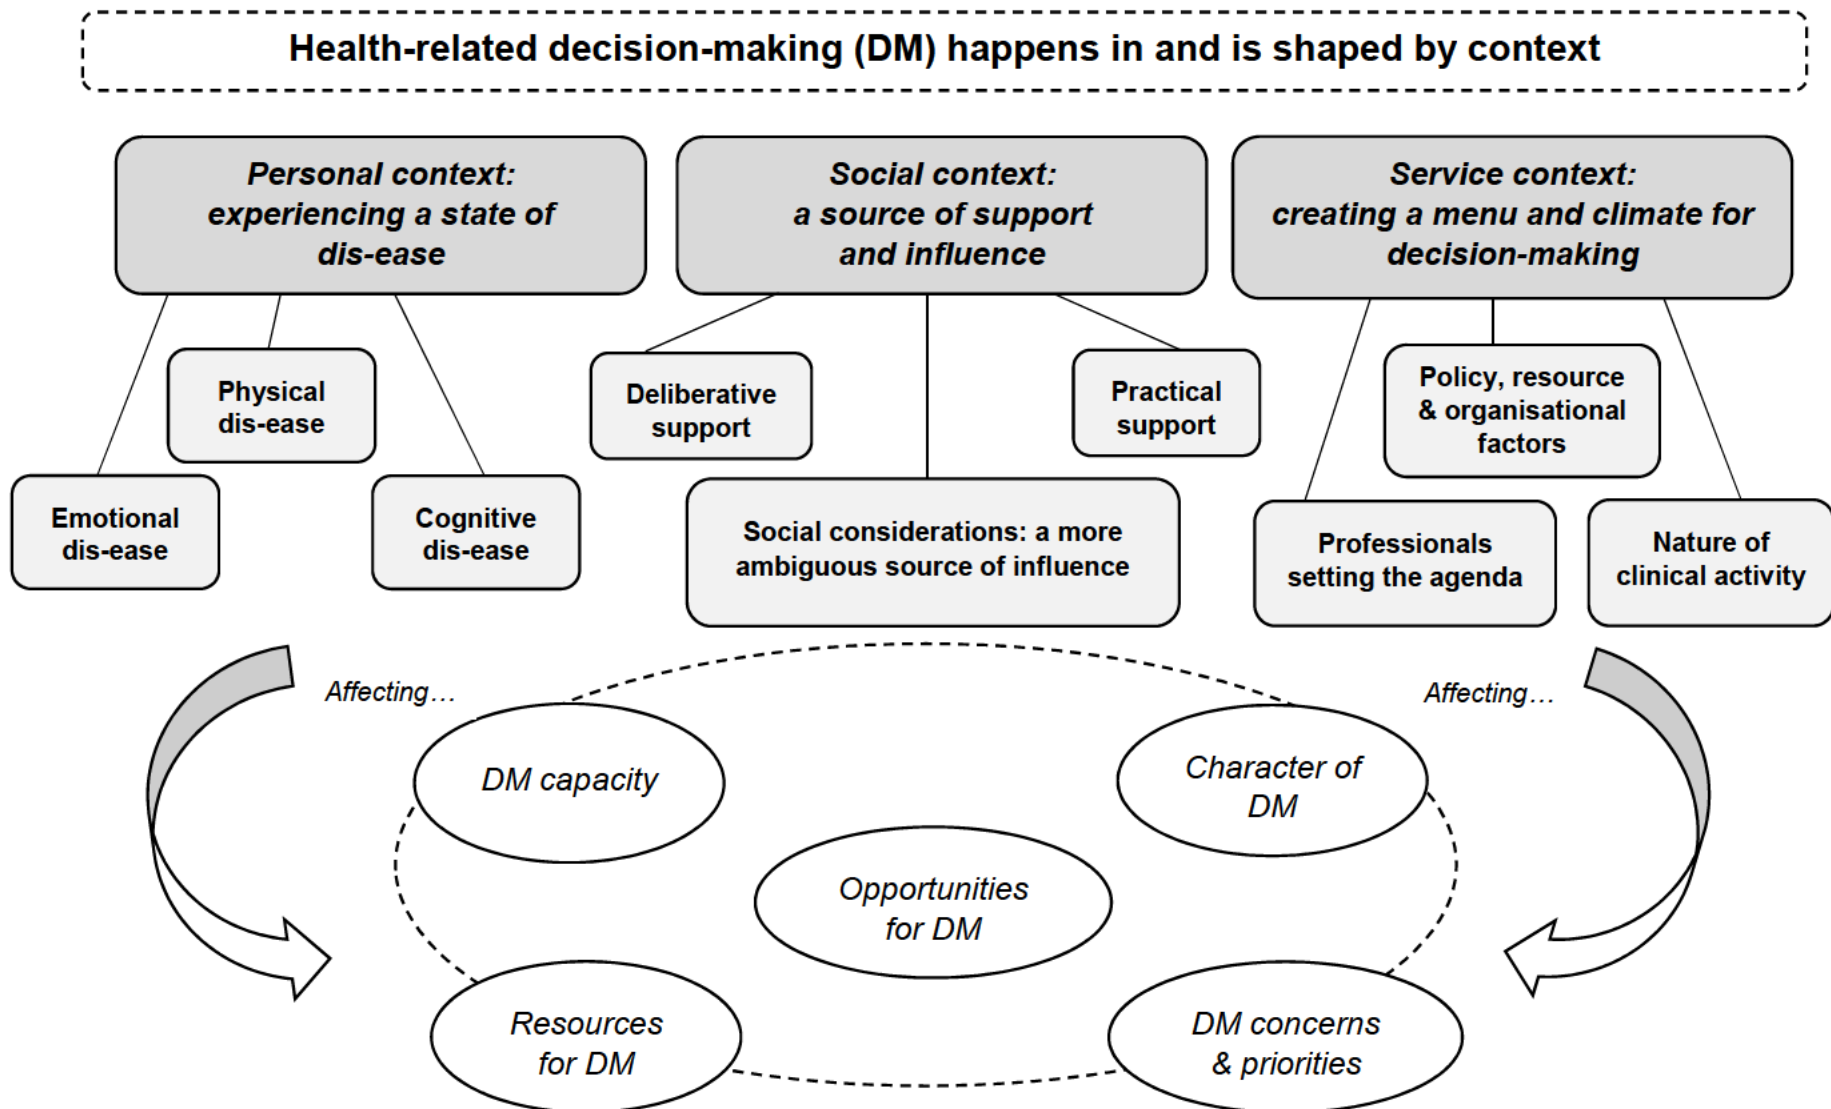 Health-related decision-making (DM) happens in and is shaped by context
Personal context:
experiencing a state of
dis-ease
Social context:
a source of support
and influence
Service context:
creating a menu and climate for
decision-making
Physical
dis-ease
Emotional
dis-ease
Cognitive
dis-ease
Deliberative
support
Practical
support
Social considerations: a more
ambiguous source of influence
Policy, resource
& organisational
factors
Professionals
setting the agenda
Nature of
clinical activity
Affecting…
Affecting…
DM capacity
Character of
DM
Opportunities
for DM
Resources
for DM
DM concerns
& priorities